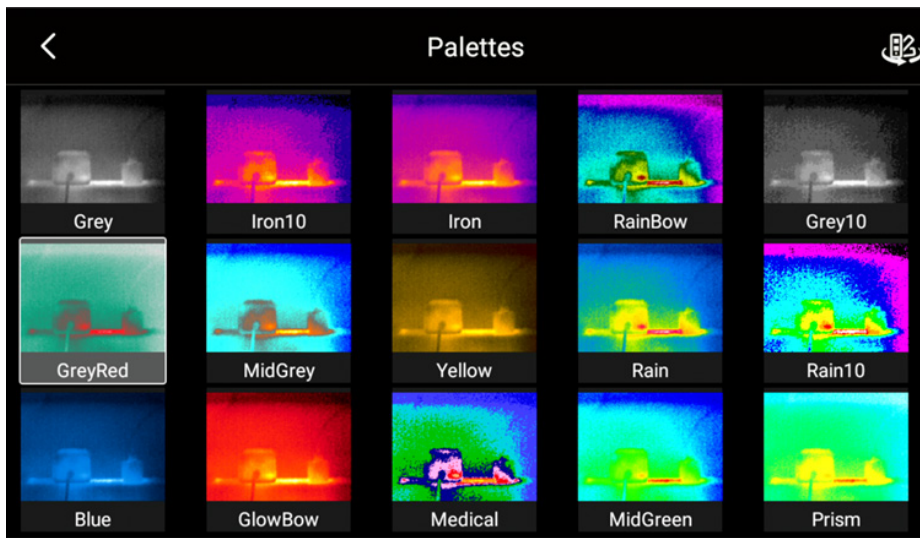 Palettes
Grey
Iron10
Iron
RainBow
Grey10
GreyRed
MidGrey
Yellow
Rain
Rain10
Blue
GlowBow
Medical
MidGreen
Prism